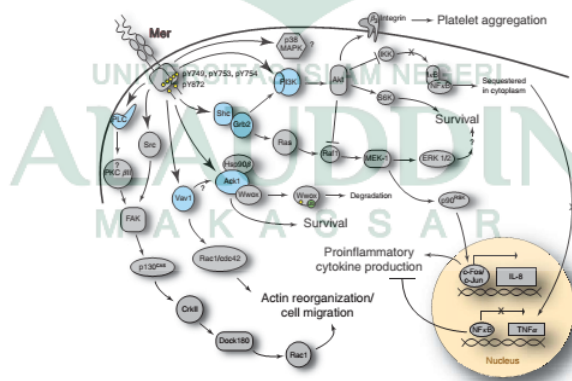 β3 Integrin
Platelet aggregation
Mer
p38
MAPK
?
IKK
X
pY749, pY753, pY754
pY872
PI3K
Akt
IκB
NFκB
Sequestered
in cytoplasm
UNIVERSITAS ISLAM NEGERI
ALAUDDIN
MAKASSAR
PLC
S6K
Shc
Grb2
Survival
?
Src
Ras
Raf1
MEK-1
ERK 1/2
?
PKC
Hsp90β
Ack1
Wwox
Wwox
Degradation
Vav1
?
p90RSK
FAK
Survival
Rac1/cdc42
Proinflammatory
cytokine production
p130CAS
c-Fos/
c-Jun
IL-8
Actin reorganization/
cell migration
CrkII
X
NFκB
TNFα
Dock180
Rac1
Nucleus